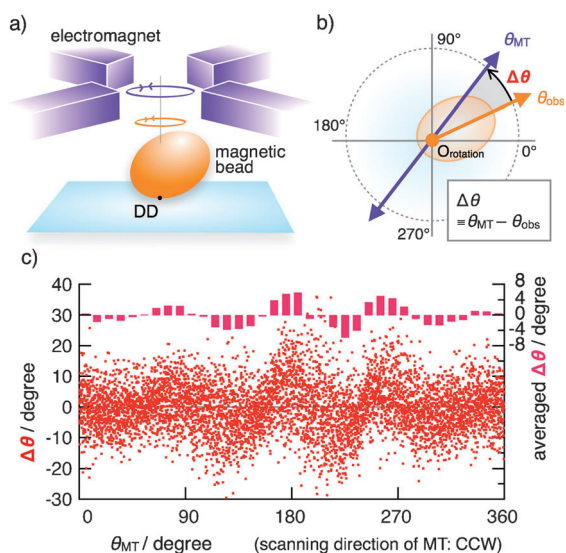 a)
electromagnet
magnetic
bead
DD
b)
90°
θMT
Δθ
θobs
180°
Orotation
0°
270°
Δθ
≡θMT − θobs
c)
40
30
20
10
0
-10
-20
-30
Δθ / degree
8
4
0
-4
-8
averaged Δθ / degree
0 90 180 270 360
θMT / degree (scanning direction of MT: CCW)